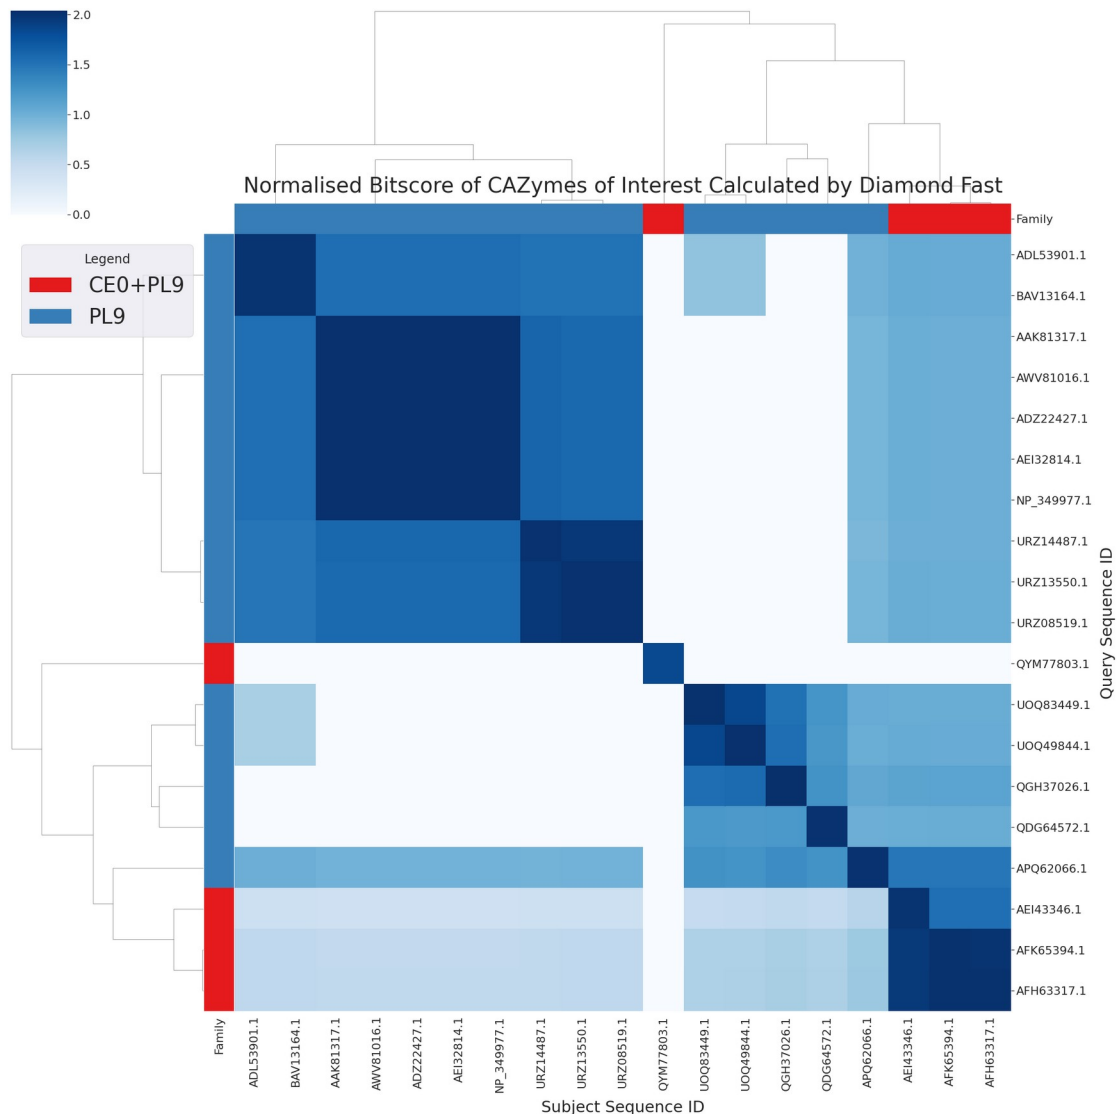 2.0
1.5
1.0
0.5
0.0
Normalised Bitscore of CAZymes of Interest Calculated by Diamond Fast
Legend
CE0+PL9
PL9
Family
ADL53901.1
BAV13164.1
AAK81317.1
AWV81016.1
ADZ22427.1
AEI32814.1
NP_349977.1
URZ14487.1
URZ13550.1
URZ08519.1
QYM77803.1
UOQ83449.1
UOQ49844.1
QGH37026.1
QDG64572.1
APQ62066.1
AEI43346.1
AFK65394.1
AFH63317.1
Query Sequence ID
Family
ADL53901.1
BAV13164.1
AAK81317.1
AWV81016.1
ADZ22427.1
AEI32814.1
NP_349977.1
URZ14487.1
URZ13550.1
URZ08519.1
QYM77803.1
UOQ83449.1
UOQ49844.1
QGH37026.1
QDG64572.1
APQ62066.1
AEI43346.1
AFK65394.1
AFH63317.1
Subject Sequence ID